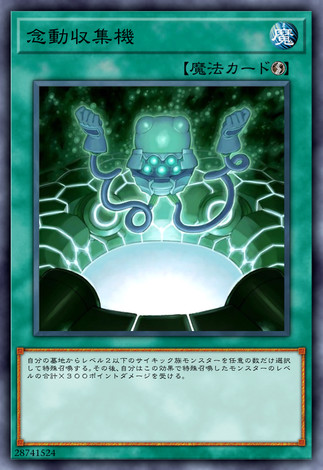 念動収集機
魔
【魔法カード】
自分の墓地からレベル2以下のサイキック族モンスターを任意の数だけ選択
して特殊召喚する。その後、自分はこの効果で特殊召喚したモンスターのレベ
ルの合計×300ポイントダメージを受ける。
28741524